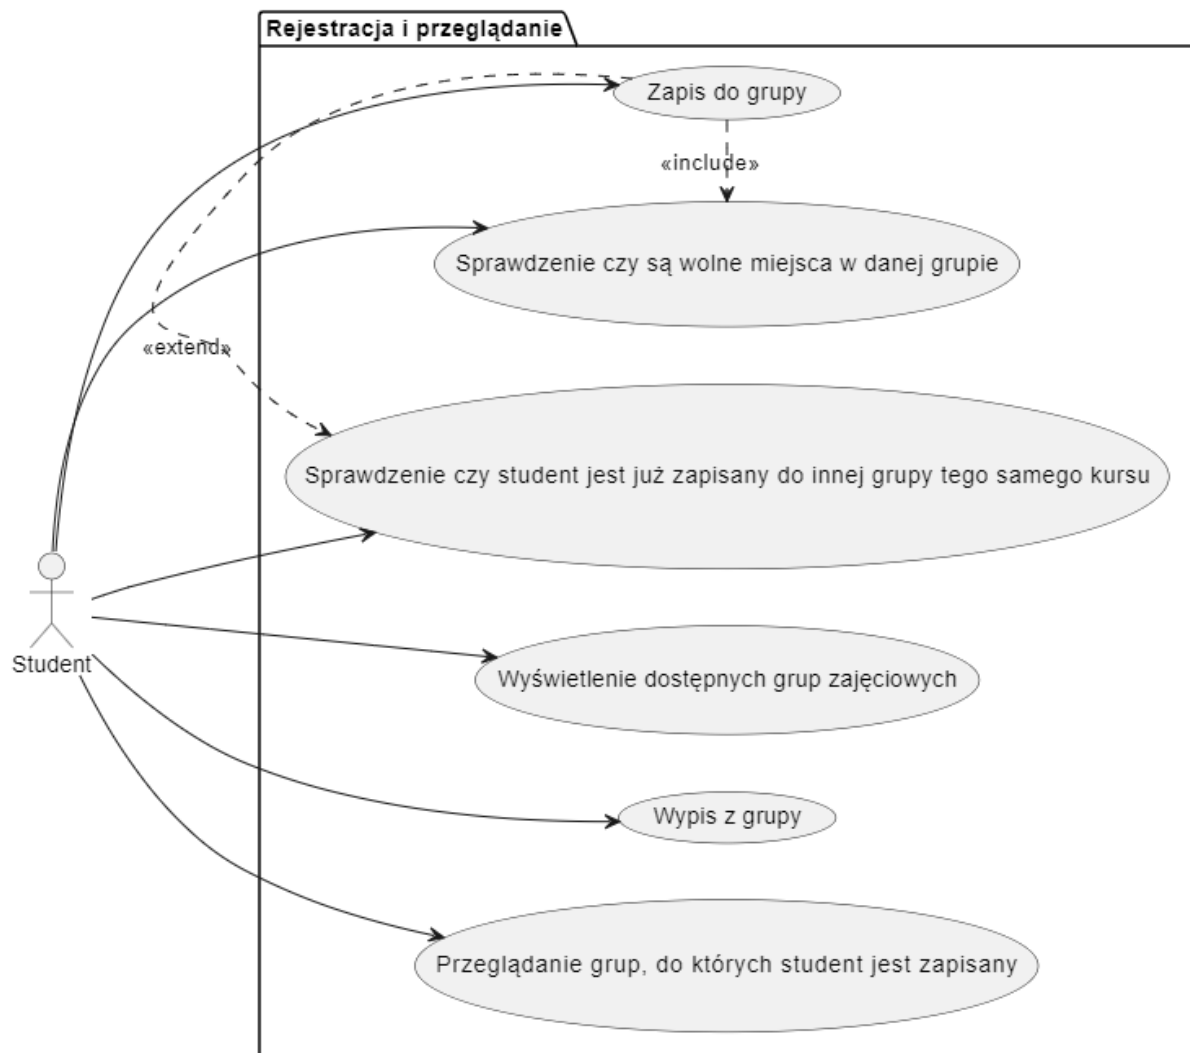 Rejestracja i przeglądanie
Zapis do grupy
«include»
Sprawdzenie czy są wolne miejsca w danej grupie
«extend»
Sprawdzenie czy student jest już zapisany do innej grupy tego samego kursu
Student
Wyświetlenie dostępnych grup zajęciowych
Wypis z grupy
Przeglądanie grup, do których student jest zapisany